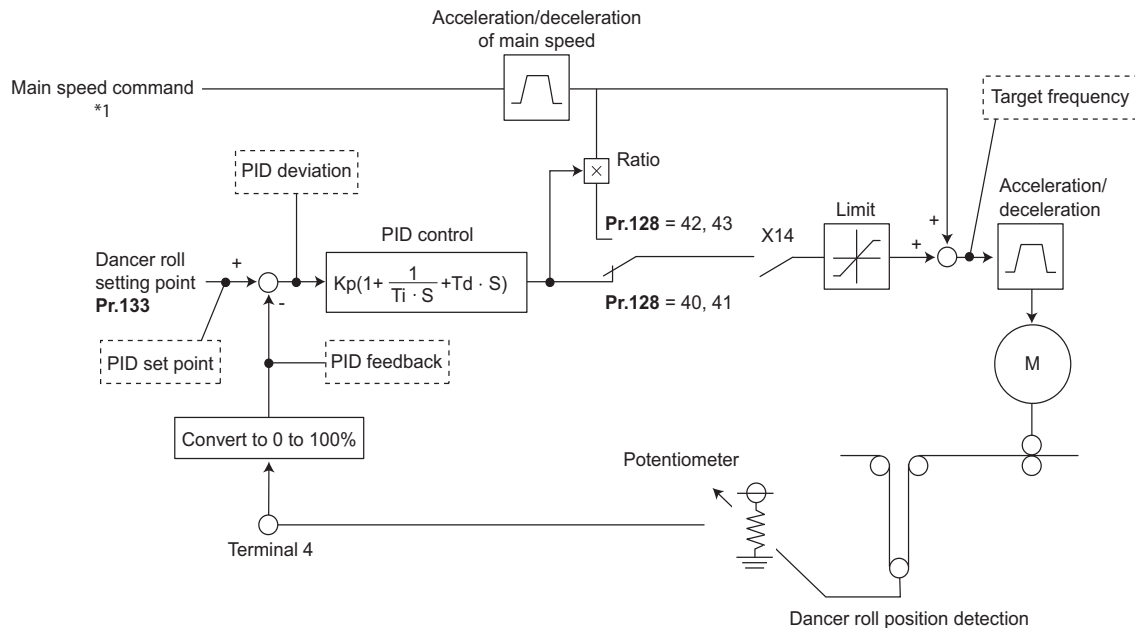 Acceleration/deceleration
of main speed
Main speed command
*1
Target frequency
PID deviation
Ratio
×
Acceleration/
deceleration
Pr.128 = 42, 43
Limit
X14
PID control
Dancer roll
setting point
Pr.133
+
-
Kp(1+ 1/Ti · S +Td · S)
+
+
Pr.128 = 40, 41
PID set point
PID feedback
M
Convert to 0 to 100%
Potentiometer
Terminal 4
Dancer roll position detection